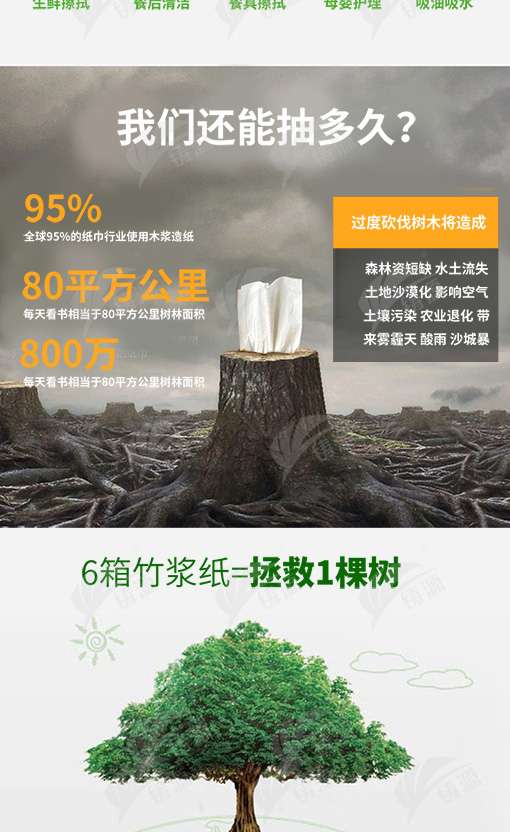 生鲜擦拭 餐后清洁 餐具擦拭 母婴护理 吸油吸水
我们还能抽多久?
95%
全球95%的纸巾行业使用木浆造纸
80平方公里
每天看书相当于80平方公里树林面积
800万
每天看书相当于80平方公里树林面积
过度砍伐树木将造成
森林资短缺 水土流失
土地沙漠化 影响空气
土壤污染 农业退化 带
来雾霾天 酸雨 沙城暴
6箱竹浆纸=拯救1棵树